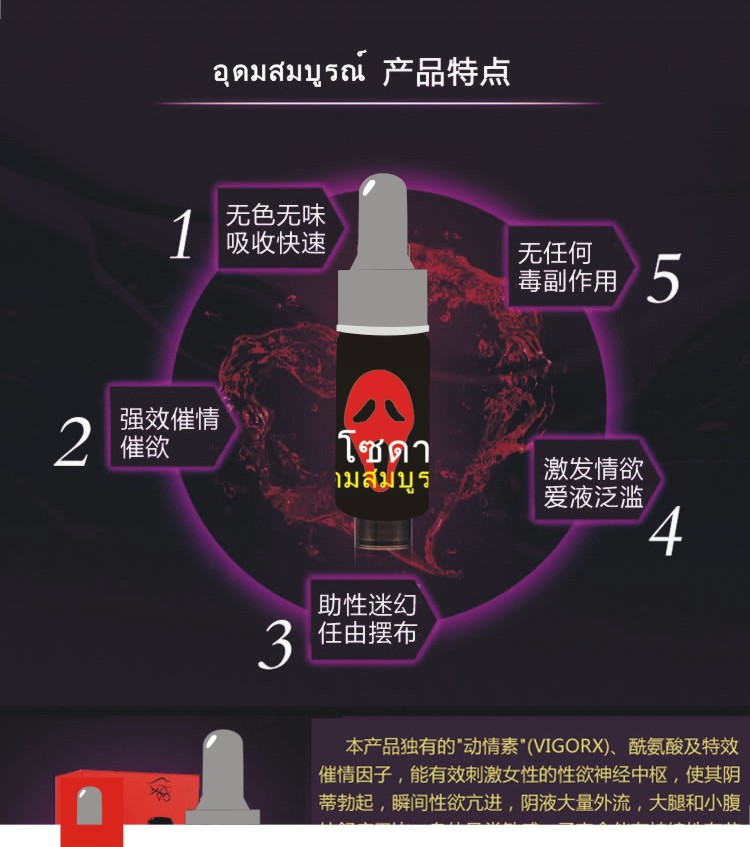 อุดมสมบูรณ์ 产品特点
1
无色无味
吸收快速
无任何
毒副作用
5
2
强效催情
催欲
โซดา
ามสมบูร
激发情欲
爱液泛滥
4
助性迷幻
任由摆布
3
本产品独有的"动情素"(VIGORX)、酰氨酸及特效
催情因子，能有效刺激女性的性欲神经中枢，使其阴
蒂勃起，瞬间性欲亢进，阴液大量外流，大腿和小腹